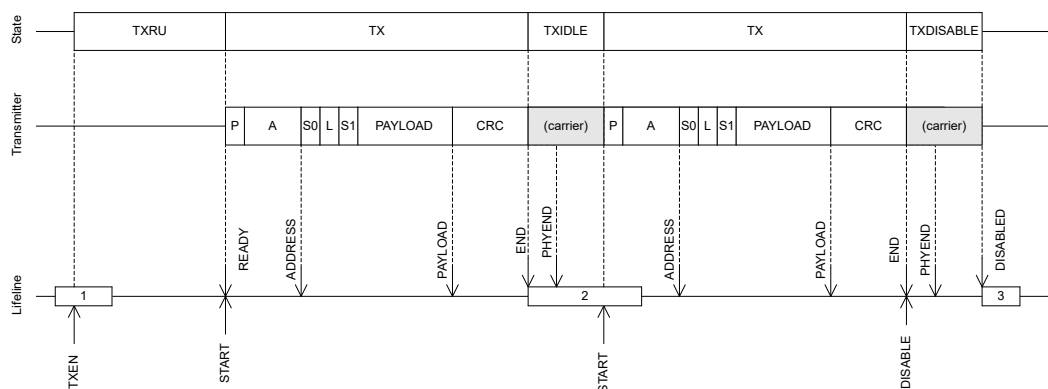 State
TXRU
TX
TXIDLE
TX
TXDISABLE
Transmitter
P
A
S0
L
S1
PAYLOAD
CRC
(carrier)
P
A
S0
L
S1
PAYLOAD
CRC
(carrier)
READY
ADDRESS
PAYLOAD
END
PHYEND
ADDRESS
PAYLOAD
END
PHYEND
DISABLED
Lifeline
1
2
3
TXEN
START
START
DISABLE